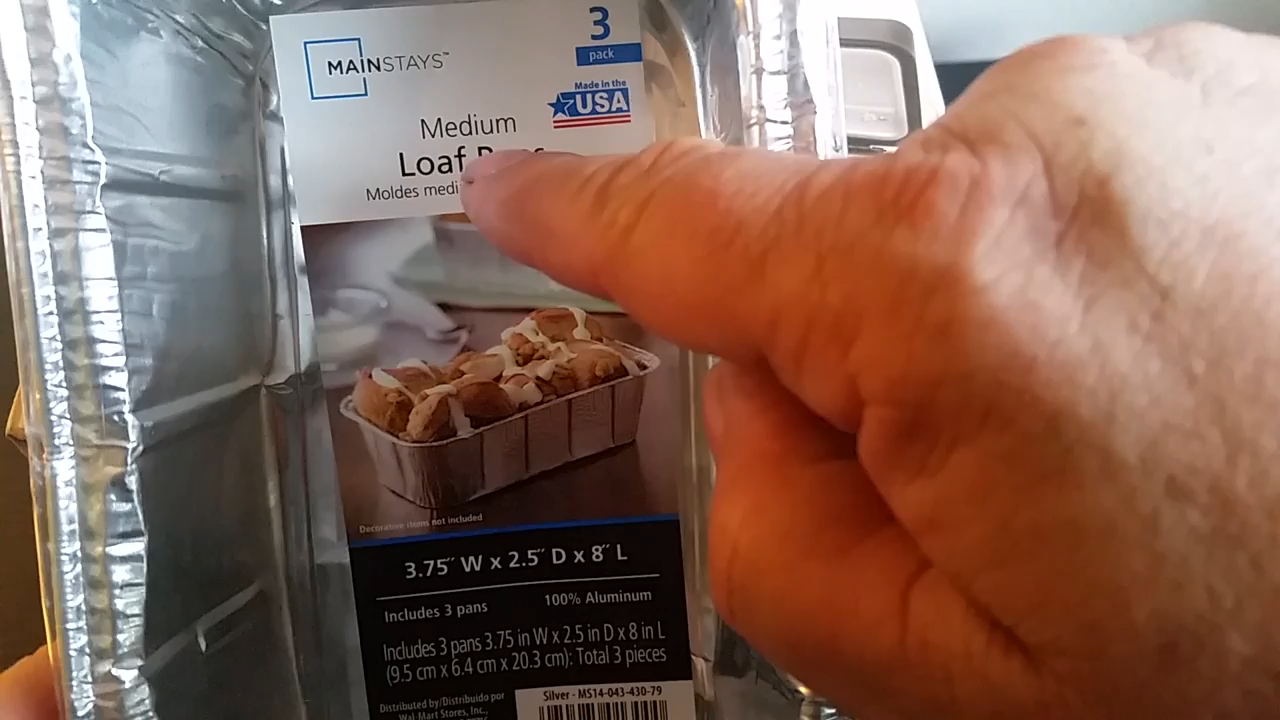 MAINSTAYS™
3
pack
Made in the
USA
Medium
Loaf Pans
Moldes medi
Decorative items not included
3.75″ W x 2.5″ D x 8″ L
Includes 3 pans
100% Aluminum
Includes 3 pans 3.75 in W x 2.5 in D x 8 in L
(9.5 cm x 6.4 cm x 20.3 cm): Total 3 pieces
Distributed by/Distribuido por
Wal-Mart Stores, Inc.,
Silver - MS14-043-430-79